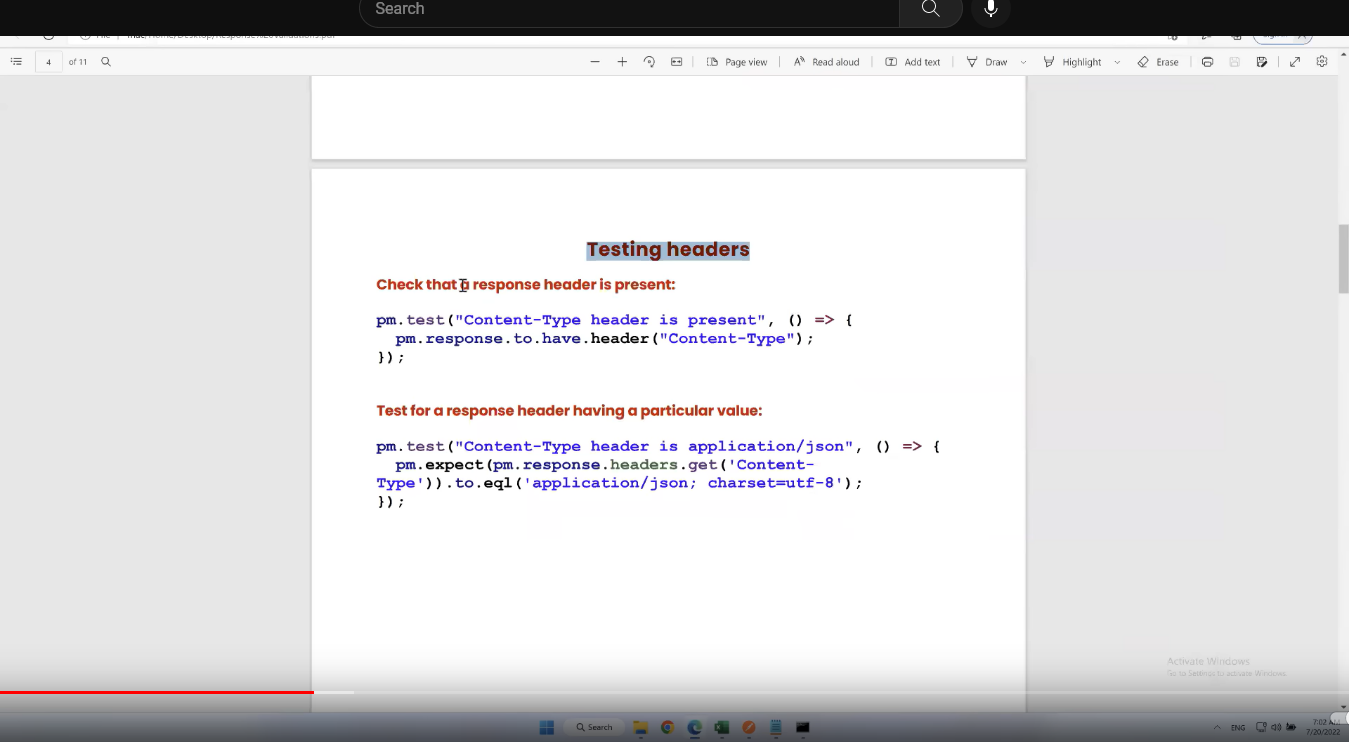 Search
4 of 11 Page view Read aloud Add text Draw Highlight Erase
Testing headers
Check that a response header is present:
pm.test("Content-Type header is present", () => {
pm.response.to.have.header("Content-Type");
});
Test for a response header having a particular value:
pm.test("Content-Type header is application/json", () => {
pm.expect(pm.response.headers.get('Content-
Type')).to.eql('application/json; charset=utf-8');
});
Activate Windows
Go to Settings to activate Windows.
Search
ENG
7:02 AM
7/20/2022